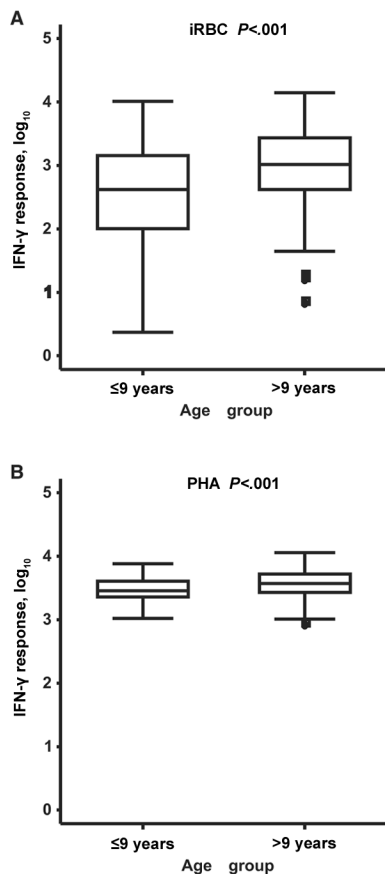 A
iRBC P<.001
5
4
3
2
1
0
IFN-γ response, log10
≤9 years >9 years
Age group
B
PHA P<.001
5
4
3
2
1
0
IFN-γ response, log10
≤9 years >9 years
Age group